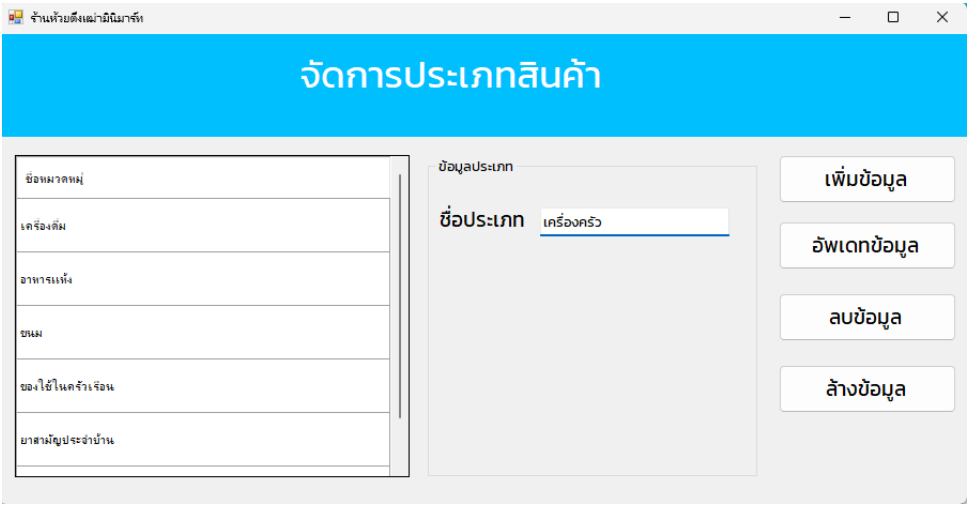 ร้านห้วยตึงเฒ่ามินิมาร์ท
จัดการประเภทสินค้า
ชื่อหมวดหมู่
เครื่องดื่ม
อาหารแห้ง
ขนม
ของใช้ในครัวเรือน
ยาสามัญประจำบ้าน
ข้อมูลประเภท
ชื่อประเภท
เครื่องครัว
เพิ่มข้อมูล
อัพเดทข้อมูล
ลบข้อมูล
ล้างข้อมูล